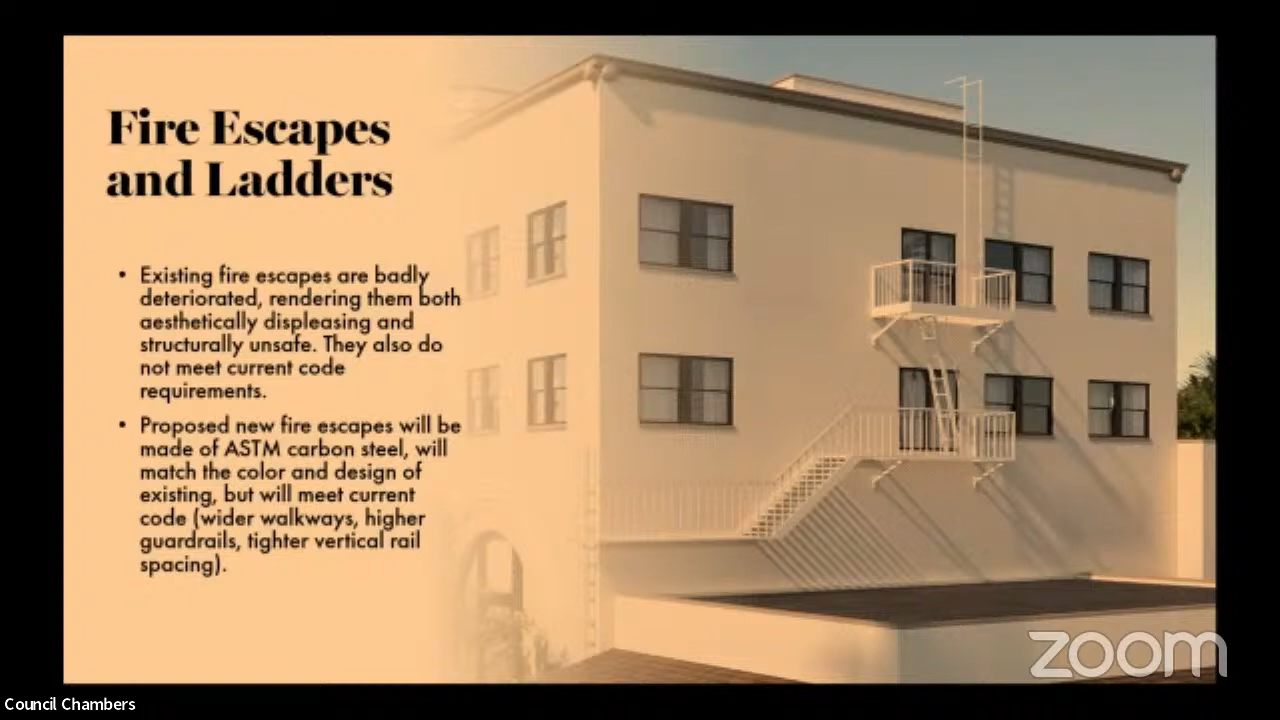 Fire Escapes
and Ladders
• Existing fire escapes are badly
deteriorated, rendering them both
aesthetically displeasing and
structurally unsafe. They also do
not meet current code
requirements.
• Proposed new fire escapes will be
made of ASTM carbon steel, will
match the color and design of
existing, but will meet current
code (wider walkways, higher
guardrails, tighter vertical rail
spacing).
zoom
Council Chambers